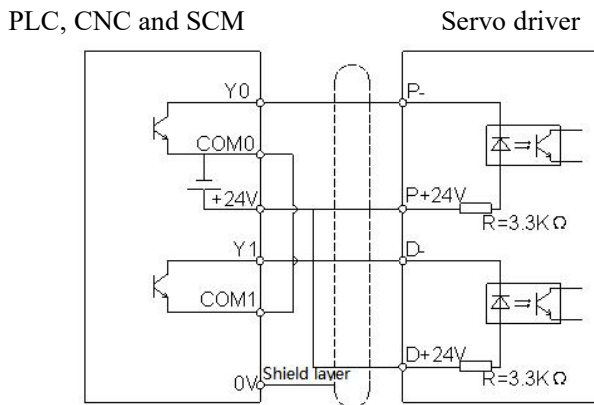 PLC, CNC and SCM
Servo driver
Y0
P-
COM0
+24V
P+24V
R=3.3KΩ
Y1
D-
COM1
D+24V
0V
Shield layer
R=3.3KΩ